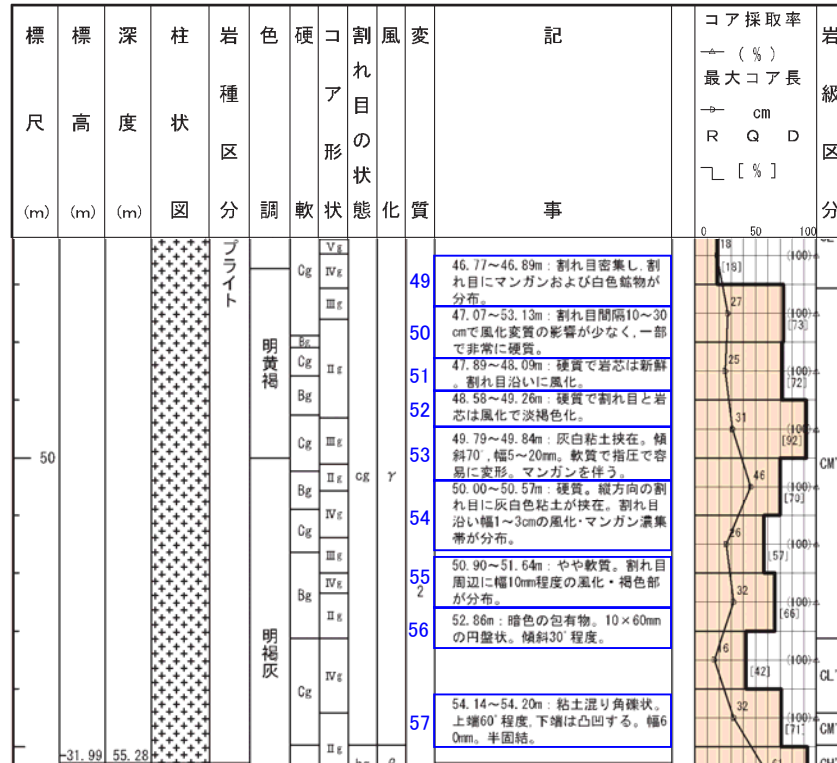 標尺(m)
標高(m)
深度(m)
柱状図
岩種区分
色調
硬軟
コア形状
割れ目の状態
風化
変質
記事
コア採取率
(%)
最大コア長
cm
RQD
[%]
岩級区分
0 50 100
50
-31.99 55.28
プライト
明黄褐
明褐灰
Cg
Bg
Cg
Bg
Cg
Bg
Cg
Bg
Cg
Vg
Ⅳg
Ⅲg
Ⅱg
Ⅲg
Ⅱg
Ⅳg
Ⅲg
Ⅳg
Ⅱg
Ⅳg
Ⅱg
cg
γ
2
49
46.77~46.89m:割れ目密集し、割
れ目にマンガンおよび白色鉱物が
分布。
50
47.07~53.13m:割れ目間隔10~30
cmで風化変質の影響が少なく、一部
で非常に硬質。
51
47.89~48.09m:硬質で岩芯は新鮮
。割れ目沿いに風化。
52
48.58~49.26m:硬質で割れ目と岩
芯は風化で淡褐色化。
53
49.79~49.84m:灰白粘土挟在。傾
斜70゜,幅5~20mm。軟質で指圧で容
易に変形。マンガンを伴う。
54
50.00~50.57m:硬質。縦方向の割
れ目に灰白色粘土が挟在。割れ目
沿い幅1~3cmの風化・マンガン濃集
帯が分布。
55
50.90~51.64m:やや軟質。割れ目
周辺に幅10mm程度の風化・褐色部
が分布。
56
52.86m:暗色の包有物。10×60mm
の円盤状。傾斜30゜程度。
57
54.14~54.20m:粘土混り角礫状。
上端60゜程度、下端は凸凹する。幅6
0mm。半固結。
18 (100)
[18]
27 (100)
[73]
25 (100)
[72]
31 (100)
[92]
46 (100)
[70]
26 (100)
[57]
32 (100)
[66]
16 (100)
[42]
32 (100)
[71]
CM
CL
CM